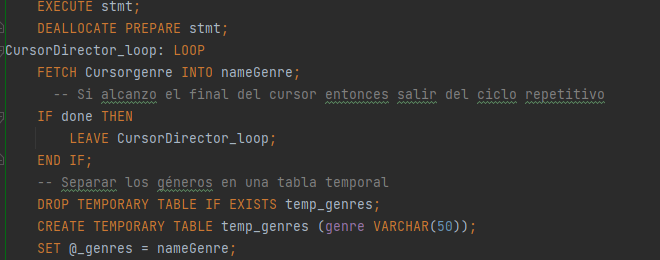 EXECUTE stmt;
DEALLOCATE PREPARE stmt;
CursorDirector_loop: LOOP
FETCH Cursorgenre INTO nameGenre;
-- Si alcanzo el final del cursor entonces salir del ciclo repetitivo
IF done THEN
LEAVE CursorDirector_loop;
END IF;
-- Separar los géneros en una tabla temporal
DROP TEMPORARY TABLE IF EXISTS temp_genres;
CREATE TEMPORARY TABLE temp_genres (genre VARCHAR(50));
SET @_genres = nameGenre;